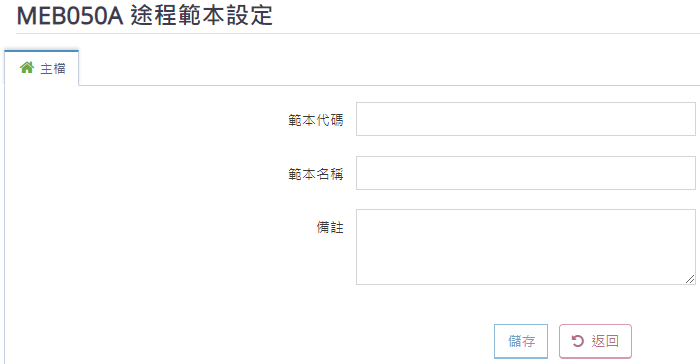 MEB050A 途程範本設定
主檔
範本代碼
範本名稱
備註
儲存 返回